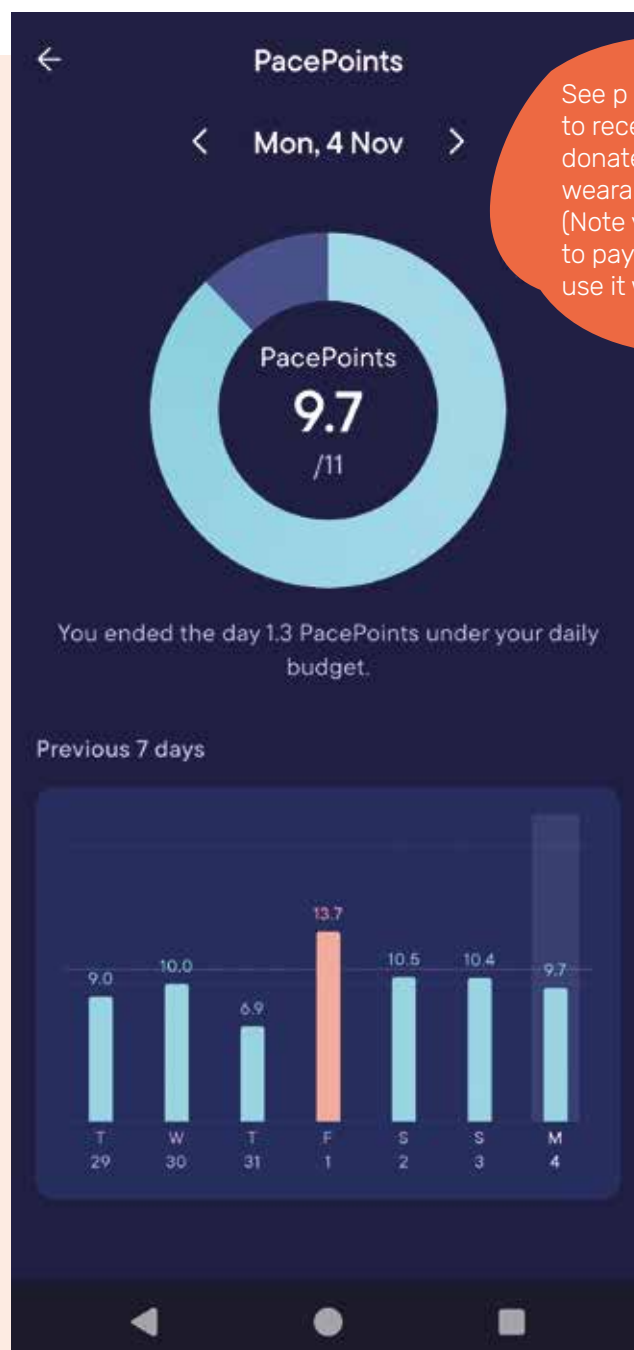 PacePoints
Mon, 4 Nov
See p
to rece
donate
weara
(Note
to pay
use it
PacePoints
9.7
/11
You ended the day 1.3 PacePoints under your daily
budget.
Previous 7 days
9.0 10.0 6.9 13.7 10.5 10.4 9.7
T W T F S S M
29 30 31 1 2 3 4